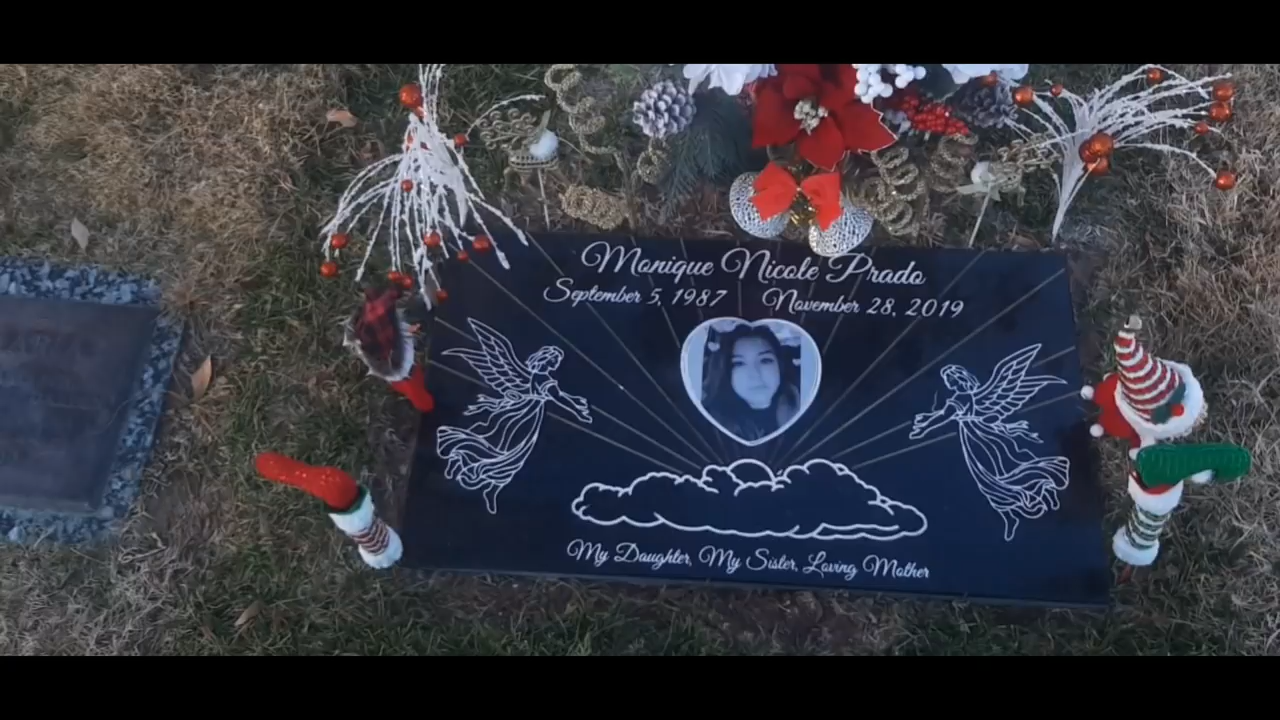 Monique Nicole Prado
September 5, 1987 November 28, 2019
My Daughter, My Sister, Loving Mother